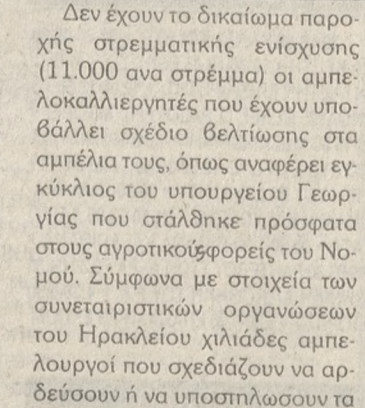 Δεν έχουν το δικαίωμα παρο-
χής στρεμματικής ενίσχυσης
(11.000 ανα στρέμμα) οι αμπε-
λοκαλλιεργητές που έχουν υπο-
βάλλει σχέδιο βελτίωσης στα
αμπέλια τους, όπως αναφέρει εγ-
κύκλιος του υπουργείου Γεωρ-
γίας που στάλθηκε πρόσφατα
στους αγροτικούςφορείς του Νο-
μού. Σύμφωνα με στοιχεία των
συνεταιριστικών οργανώσεων
του Ηρακλείου χιλιάδες αμπε-
λουργοί που σχεδιάζουν να αρ-
δεύσουν ή να υποστηλωσουν τα